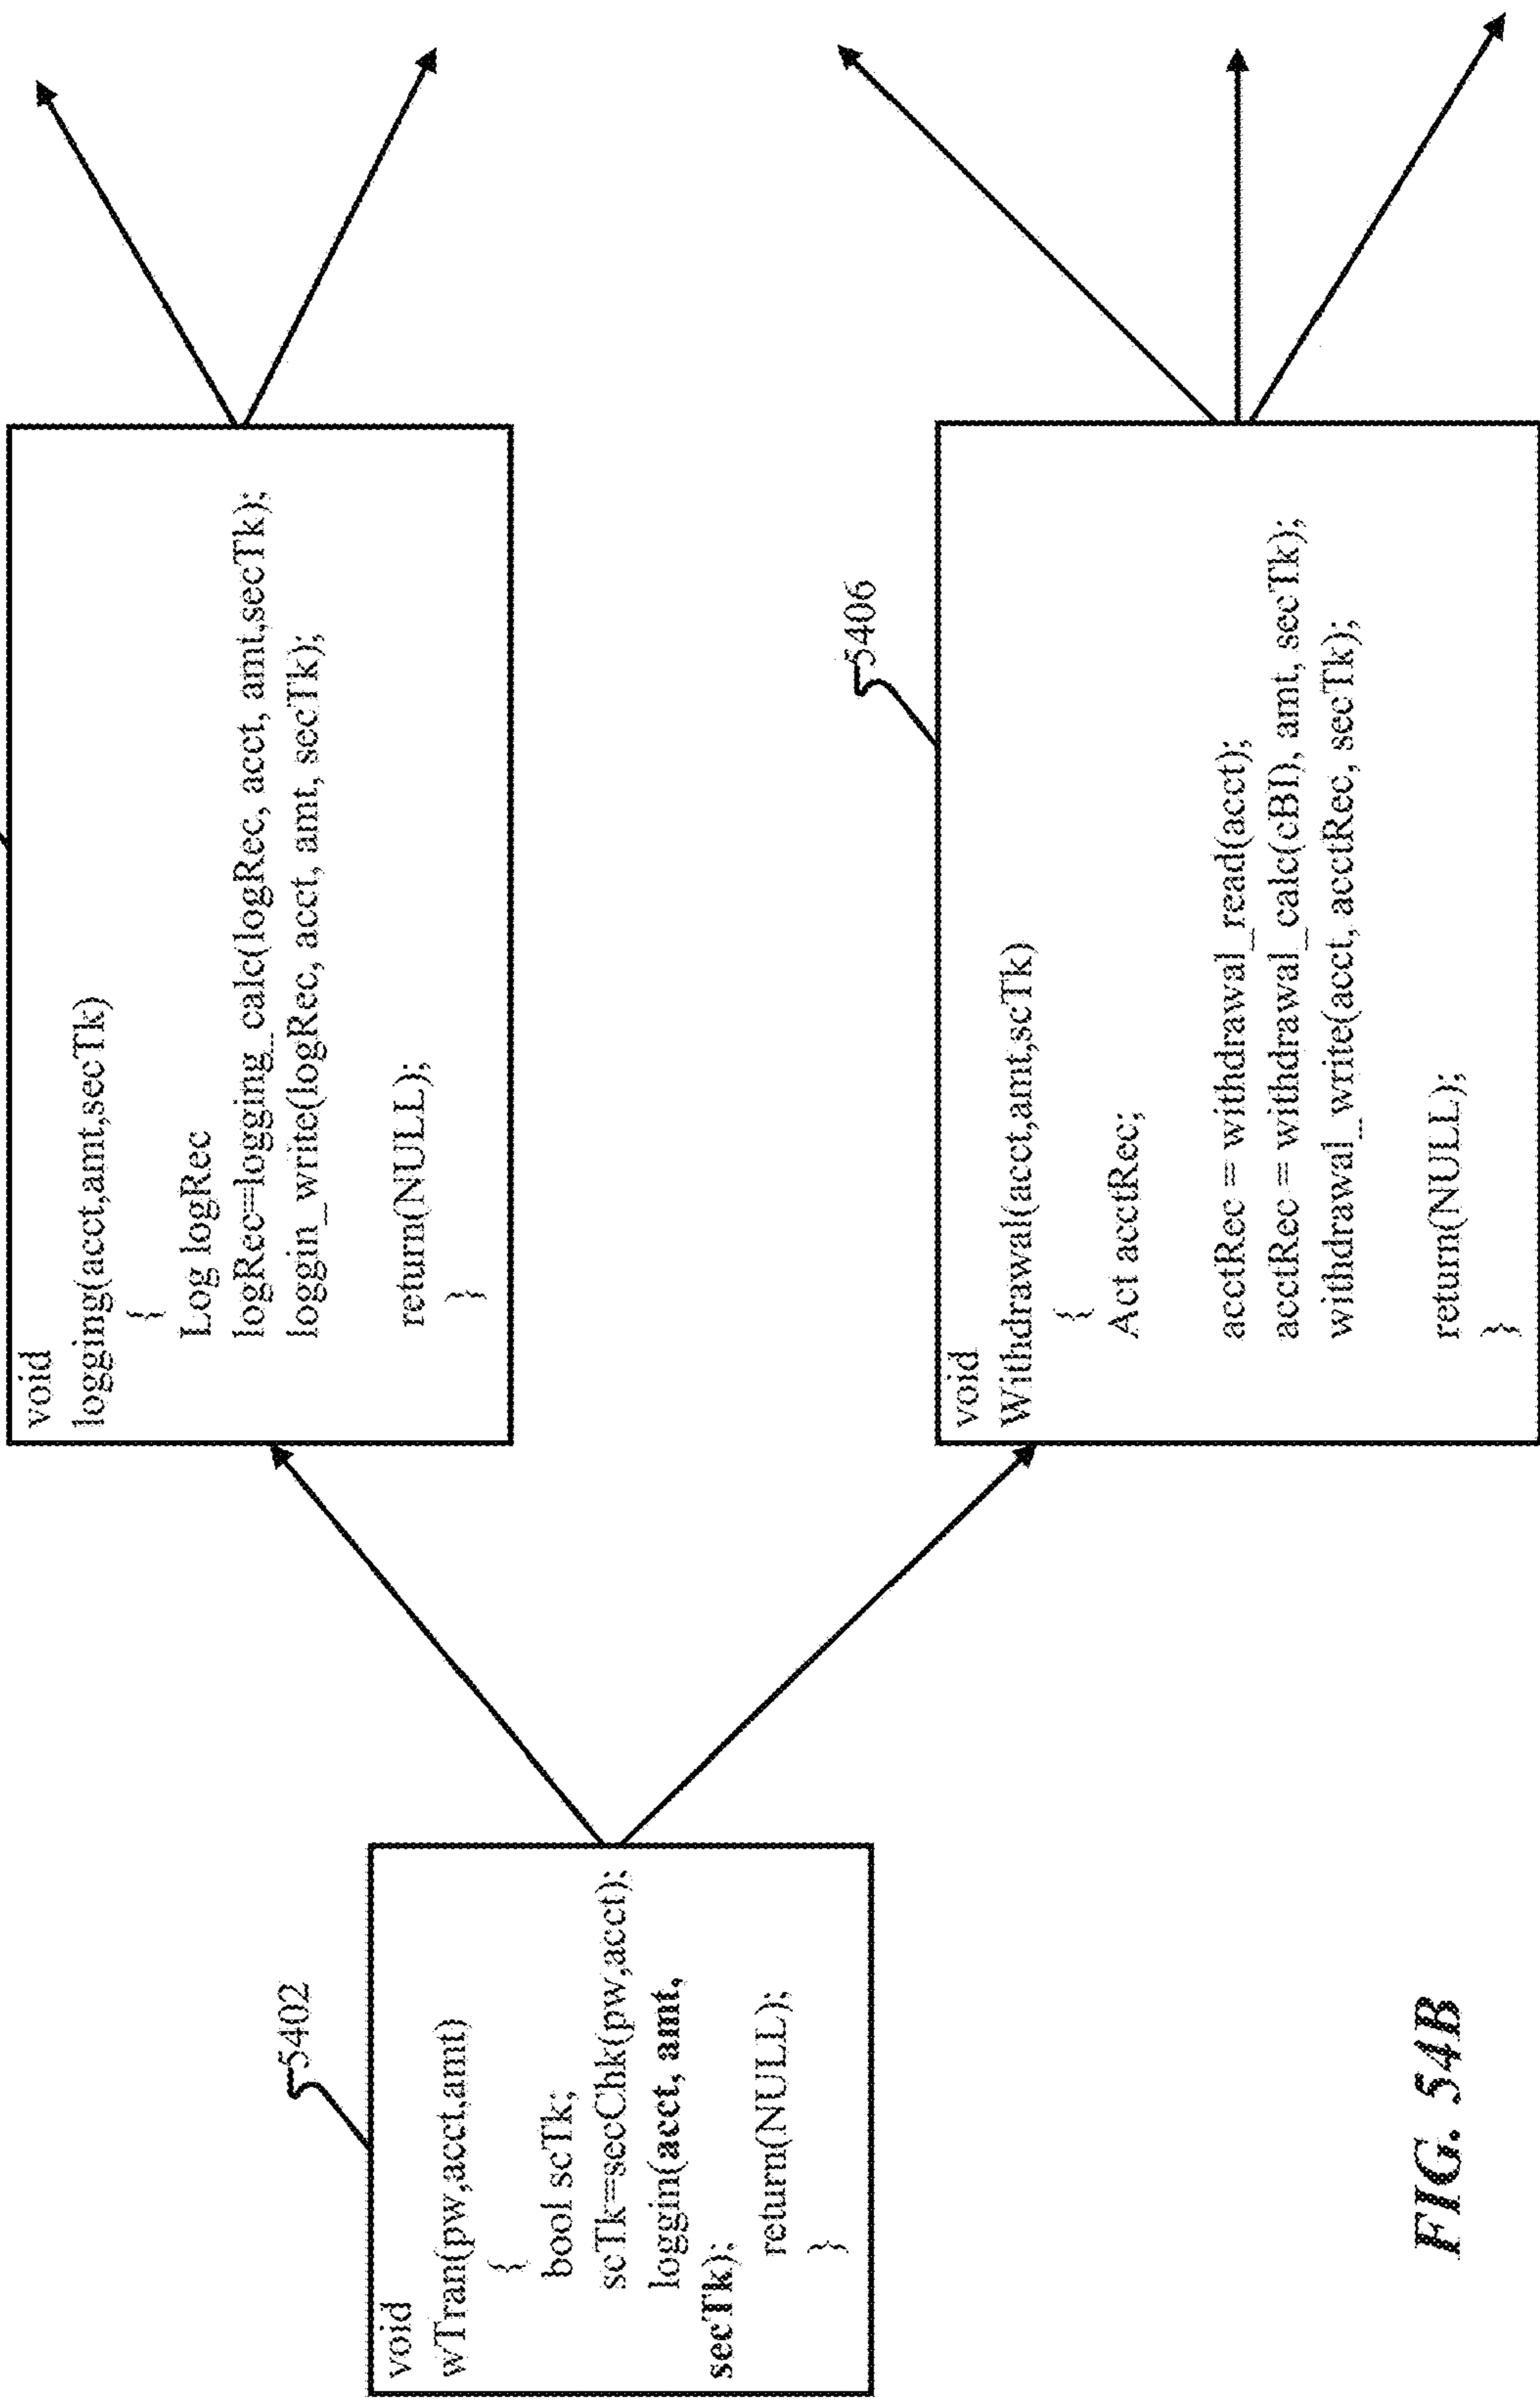 void
logging(acct,amt,secTk)
{
Log logRec
logRec=logging_calc(logRec, acct, amt,secTk);
loggin_write(logRec, acct, amt, secTk);
return(NULL);
}
5402
void
wTran(pw,acct,amt)
{
bool scTk;
scTk=secChk(pw,acct);
loggin(acct, amt,
secTk);
return(NULL);
}
5406
void
Withdrawal(acct,amt,scTk)
{
Act acctRec;
acctRec = withdrawal_read(acct);
acctRec = withdrawal_calc(cBl), amt, secTk);
withdrawal_write(acct, acctRec, secTk);
return(NULL);
}
FIG. 54B